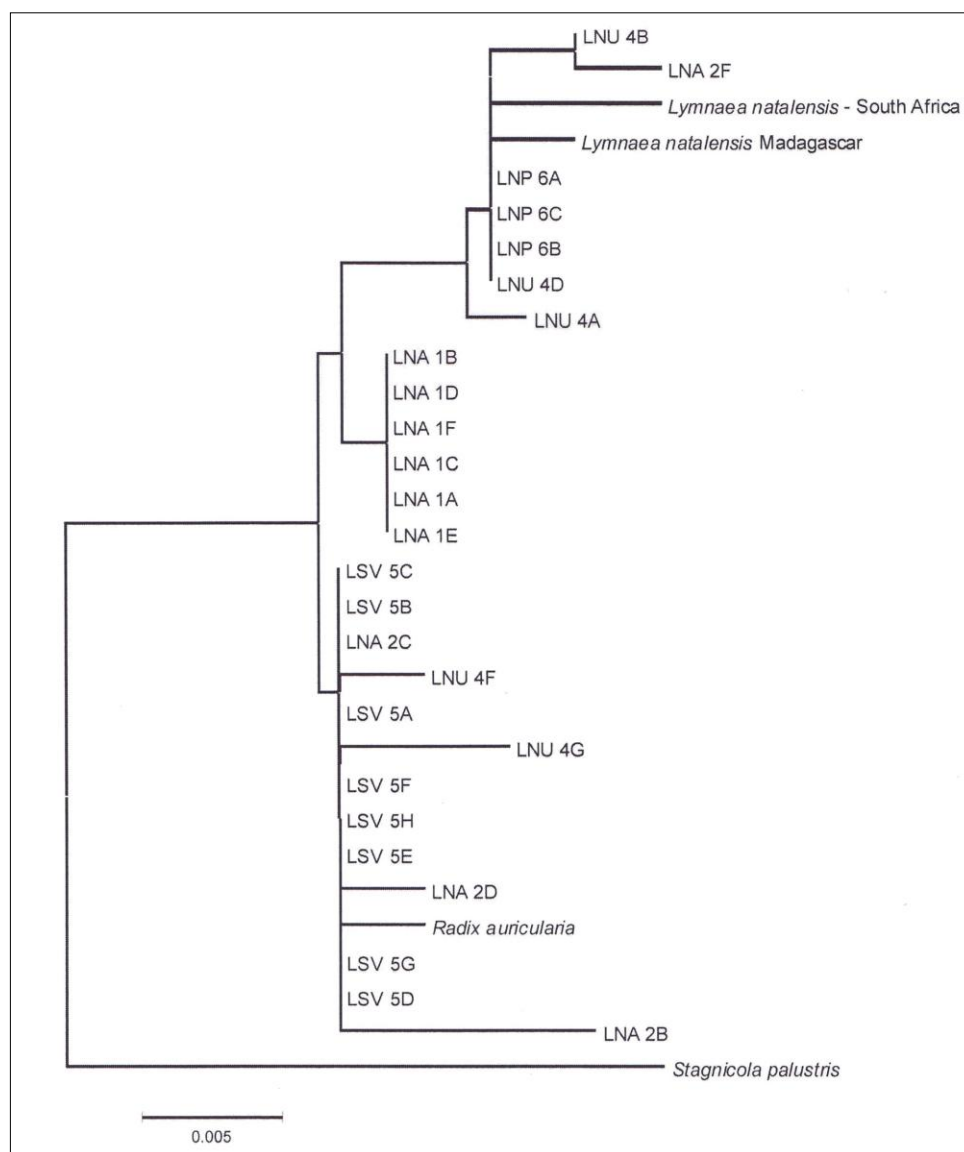 LNU 4B
LNA 2F
Lymnaea natalensis - South Africa
Lymnaea natalensis Madagascar
LNP 6A
LNP 6C
LNP 6B
LNU 4D
LNU 4A
LNA 1B
LNA 1D
LNA 1F
LNA 1C
LNA 1A
LNA 1E
LSV 5C
LSV 5B
LNA 2C
LNU 4F
LSV 5A
LNU 4G
LSV 5F
LSV 5H
LSV 5E
LNA 2D
Radix auricularia
LSV 5G
LSV 5D
LNA 2B
Stagnicola palustris
0.005